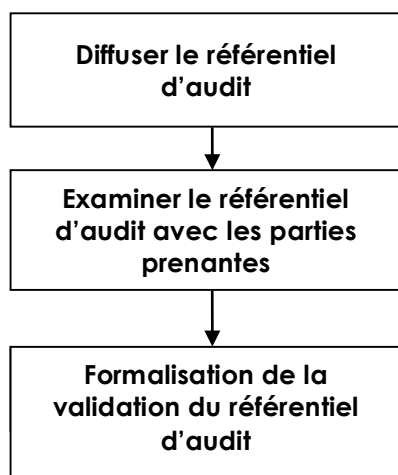 Diffuser le référentiel
d’audit
Examiner le référentiel
d’audit avec les parties
prenantes
Formalisation de la
validation du référentiel
d’audit